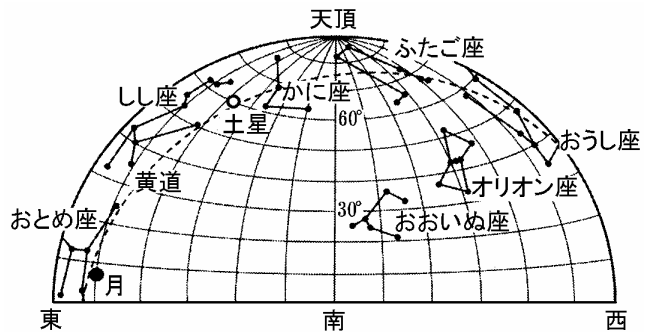 天頂
ふたご座
しし座
かに座
土星
60°
おうし座
黄道
オリオン座
おとめ座
30°
おおいぬ座
月
東
南
西